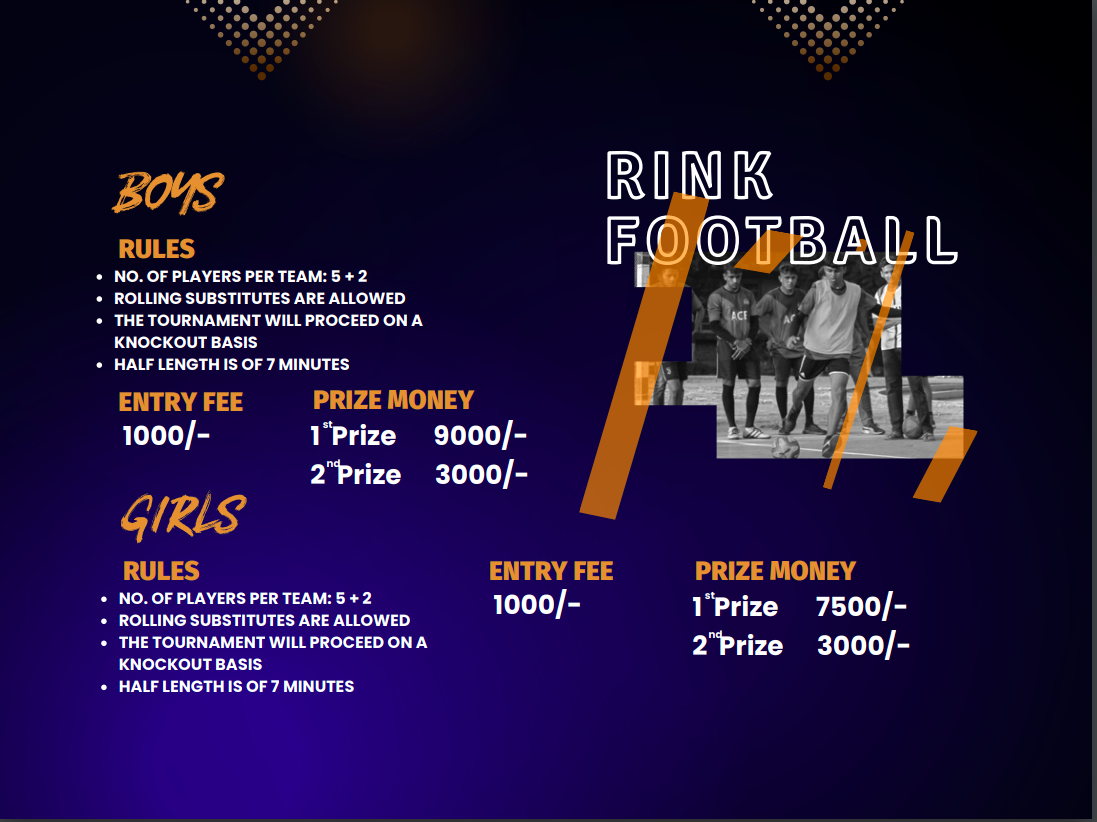 RINK
FOOTBALL
BOYS
RULES
• NO. OF PLAYERS PER TEAM: 5 + 2
• ROLLING SUBSTITUTES ARE ALLOWED
• THE TOURNAMENT WILL PROCEED ON A
KNOCKOUT BASIS
• HALF LENGTH IS OF 7 MINUTES
ENTRY FEE
1000/-
PRIZE MONEY
1st Prize 9000/-
2nd Prize 3000/-
ACE
GIRLS
RULES
• NO. OF PLAYERS PER TEAM: 5 + 2
• ROLLING SUBSTITUTES ARE ALLOWED
• THE TOURNAMENT WILL PROCEED ON A
KNOCKOUT BASIS
• HALF LENGTH IS OF 7 MINUTES
ENTRY FEE
1000/-
PRIZE MONEY
1st Prize 7500/-
2nd Prize 3000/-